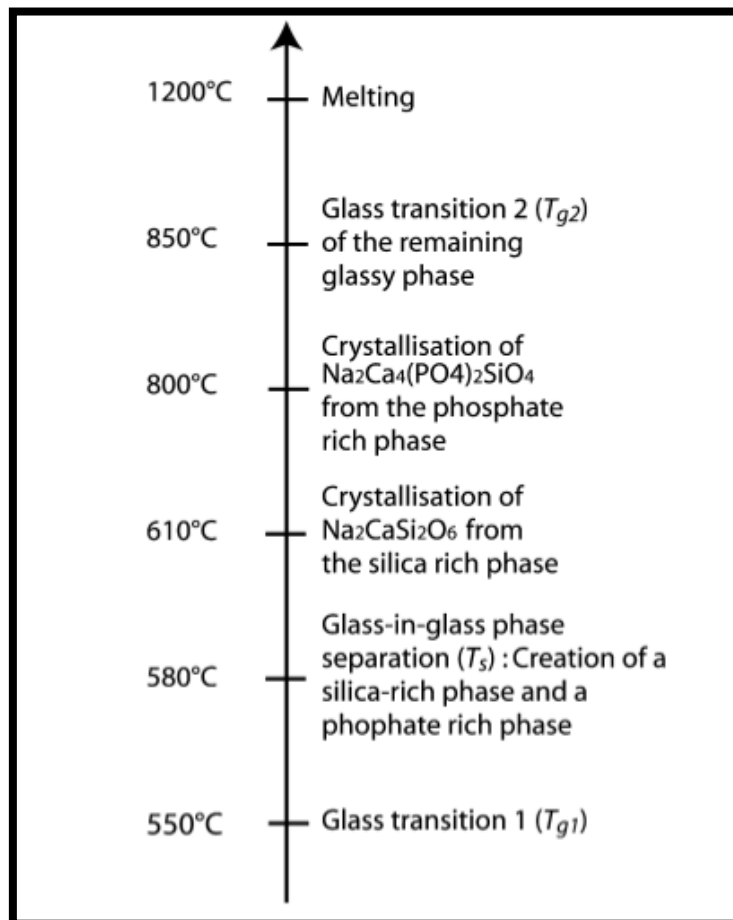 1200°C
Melting
850°C
Glass transition 2 (Tg2)
of the remaining
glassy phase
800°C
Crystallisation of
Na₂Ca₄(PO4)₂SiO₄
from the phosphate
rich phase
610°C
Crystallisation of
Na₂CaSi₂O₆ from
the silica rich phase
580°C
Glass-in-glass phase
separation (Ts) : Creation of a
silica-rich phase and a
phophate rich phase
550°C
Glass transition 1 (Tg1)